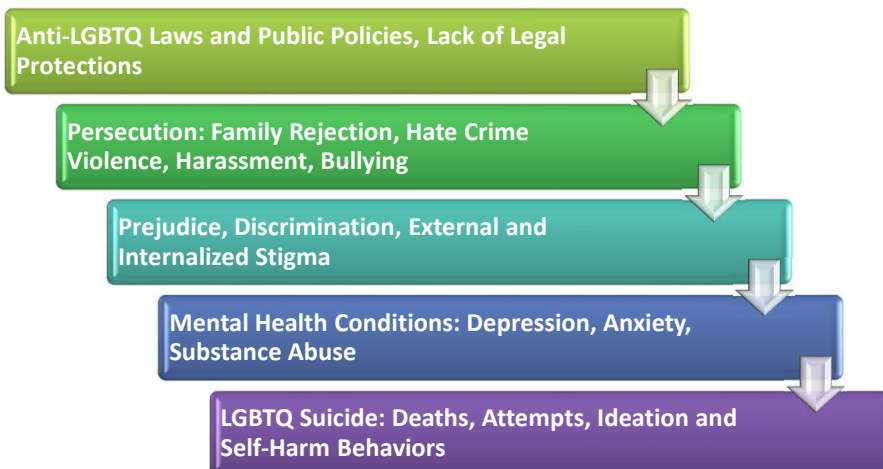 Anti-LGBTQ Laws and Public Policies, Lack of Legal
Protections
Persecution: Family Rejection, Hate Crime
Violence, Harassment, Bullying
Prejudice, Discrimination, External and
Internalized Stigma
Mental Health Conditions: Depression, Anxiety,
Substance Abuse
LGBTQ Suicide: Deaths, Attempts, Ideation and
Self-Harm Behaviors